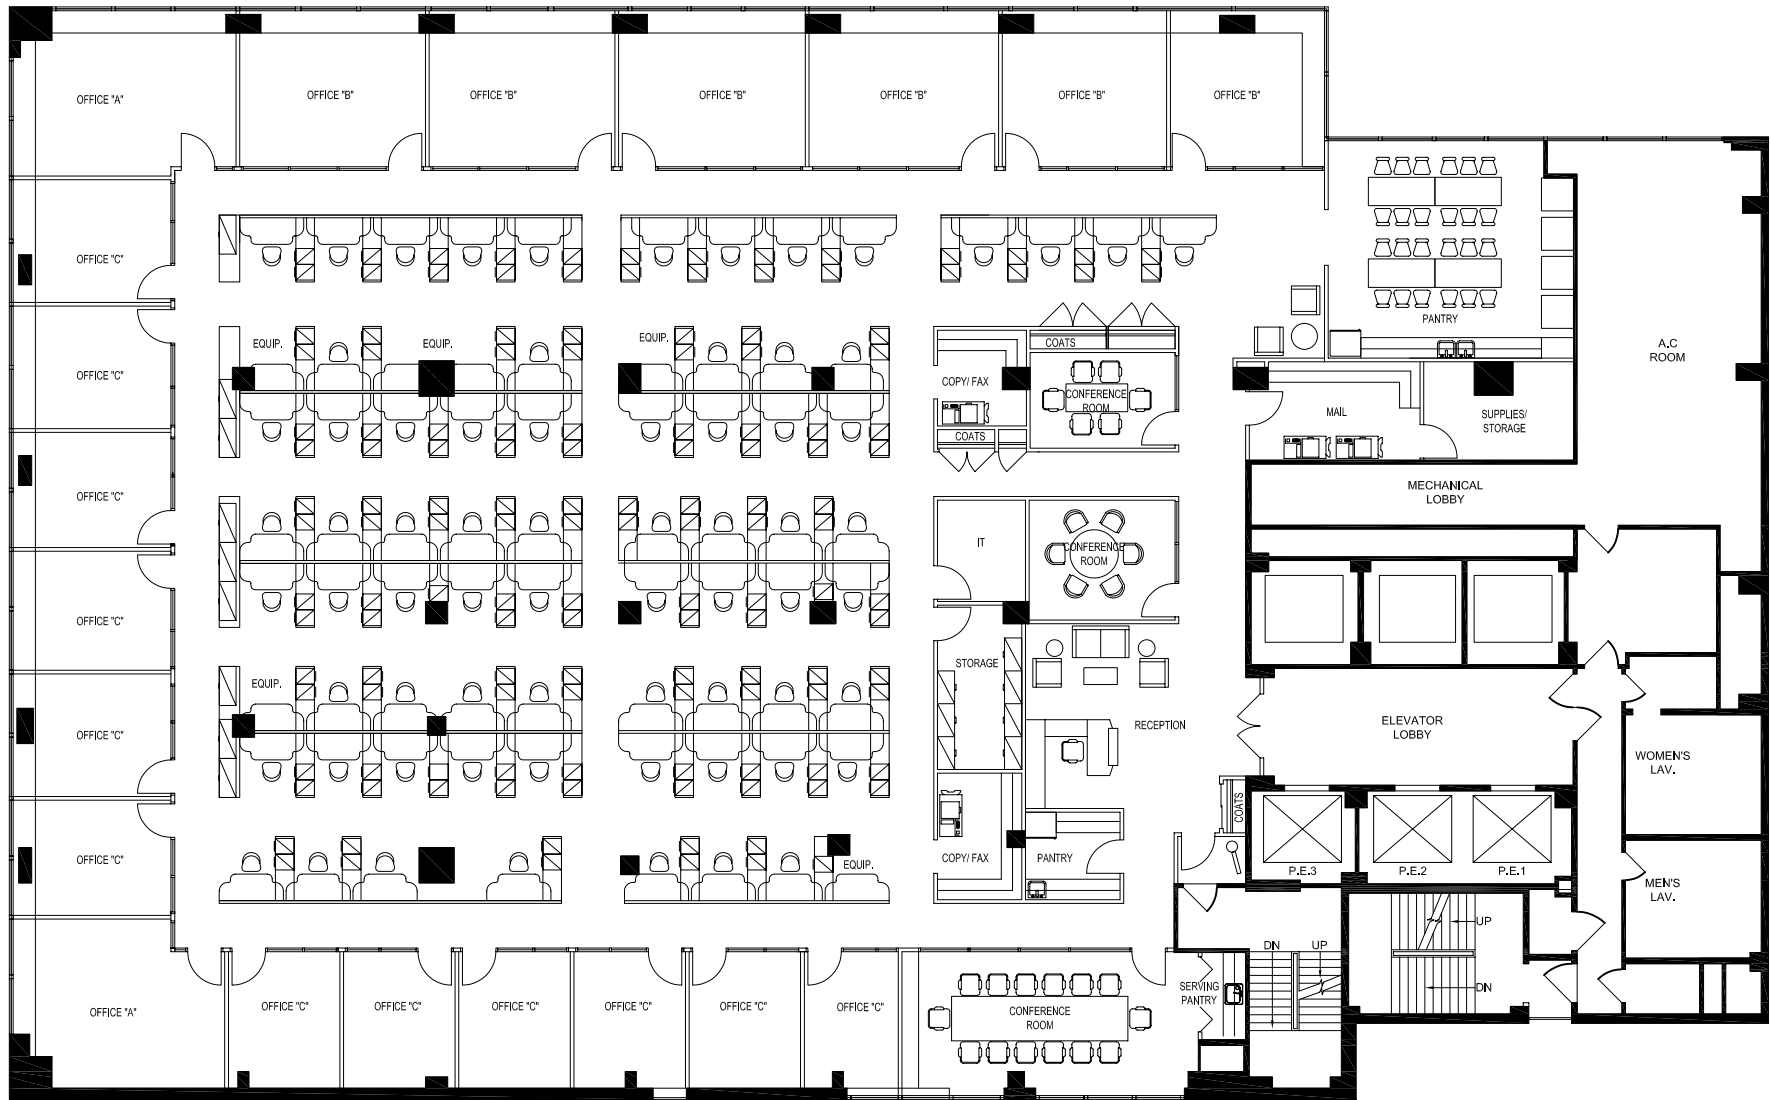 OFFICE "A"
OFFICE "B"
OFFICE "B"
OFFICE "B"
OFFICE "B"
OFFICE "B"
OFFICE "B"
OFFICE "C"
PANTRY
EQUIP.
EQUIP.
EQUIP.
COATS
A.C
ROOM
OFFICE "C"
COPY/ FAX
CONFERENCE
ROOM
MAIL
SUPPLIES/
STORAGE
COATS
OFFICE "C"
MECHANICAL
LOBBY
IT
CONFERENCE
ROOM
OFFICE "C"
STORAGE
EQUIP.
OFFICE "C"
RECEPTION
ELEVATOR
LOBBY
WOMEN'S
LAV.
COATS
OFFICE "C"
EQUIP.
COPY/ FAX
PANTRY
P.E.3
P.E.2
P.E.1
MEN'S
LAV.
UP
DN
UP
DN
OFFICE "A"
OFFICE "C"
OFFICE "C"
OFFICE "C"
OFFICE "C"
OFFICE "C"
OFFICE "C"
CONFERENCE
ROOM
SERVING
PANTRY